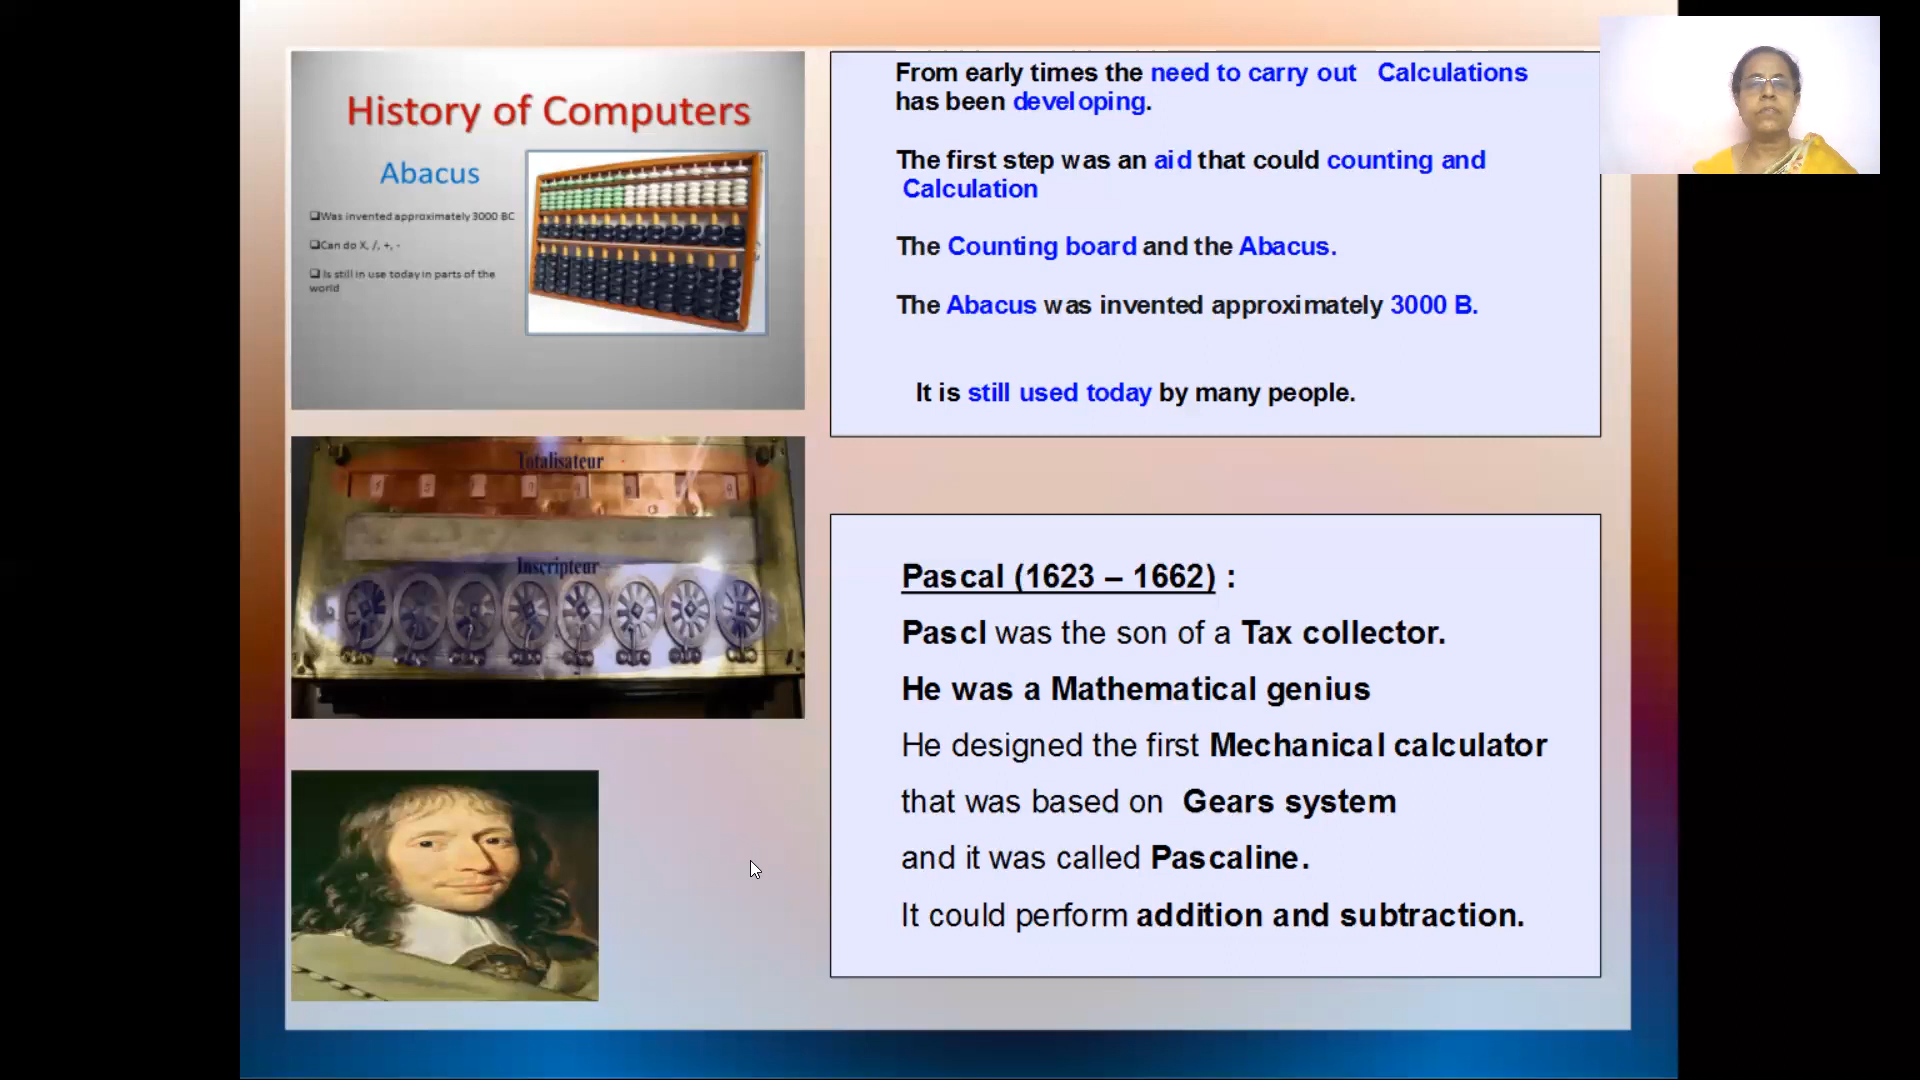 History of Computers
Abacus
Was invented approximately 3000 BC
Can do X, /, +, -
Is still in use today in parts of the
world
From early times the need to carry out Calculations
has been developing.
The first step was an aid that could counting and
Calculation
The Counting board and the Abacus.
The Abacus was invented approximately 3000 B.
It is still used today by many people.
Totalisateur
Inscripteur
Pascal (1623 – 1662) :
Pascl was the son of a Tax collector.
He was a Mathematical genius
He designed the first Mechanical calculator
that was based on Gears system
and it was called Pascaline.
It could perform addition and subtraction.